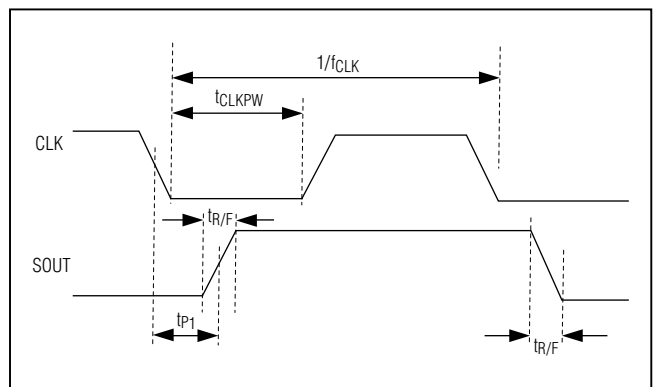 1/fCLK
tCLKPW
CLK
tR/F
SOUT
tP1
tR/F